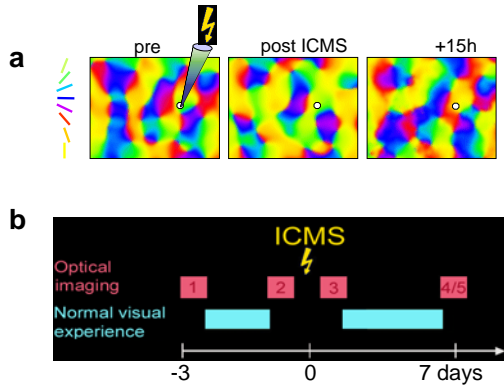 a
pre
post ICMS
+15h
b
ICMS
Optical
imaging
1
2
3
4/5
Normal visual
experience
-3
0
7 days